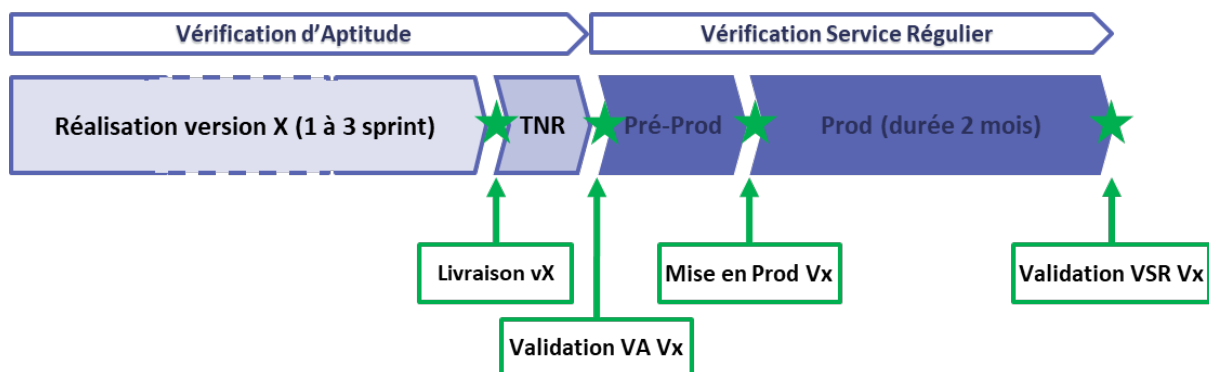 Vérification d'Aptitude
Vérification Service Régulier
Réalisation version X (1 à 3 sprint)
TNR
Pré-Prod
Prod (durée 2 mois)
Livraison vX
Mise en Prod Vx
Validation VSR Vx
Validation VA Vx